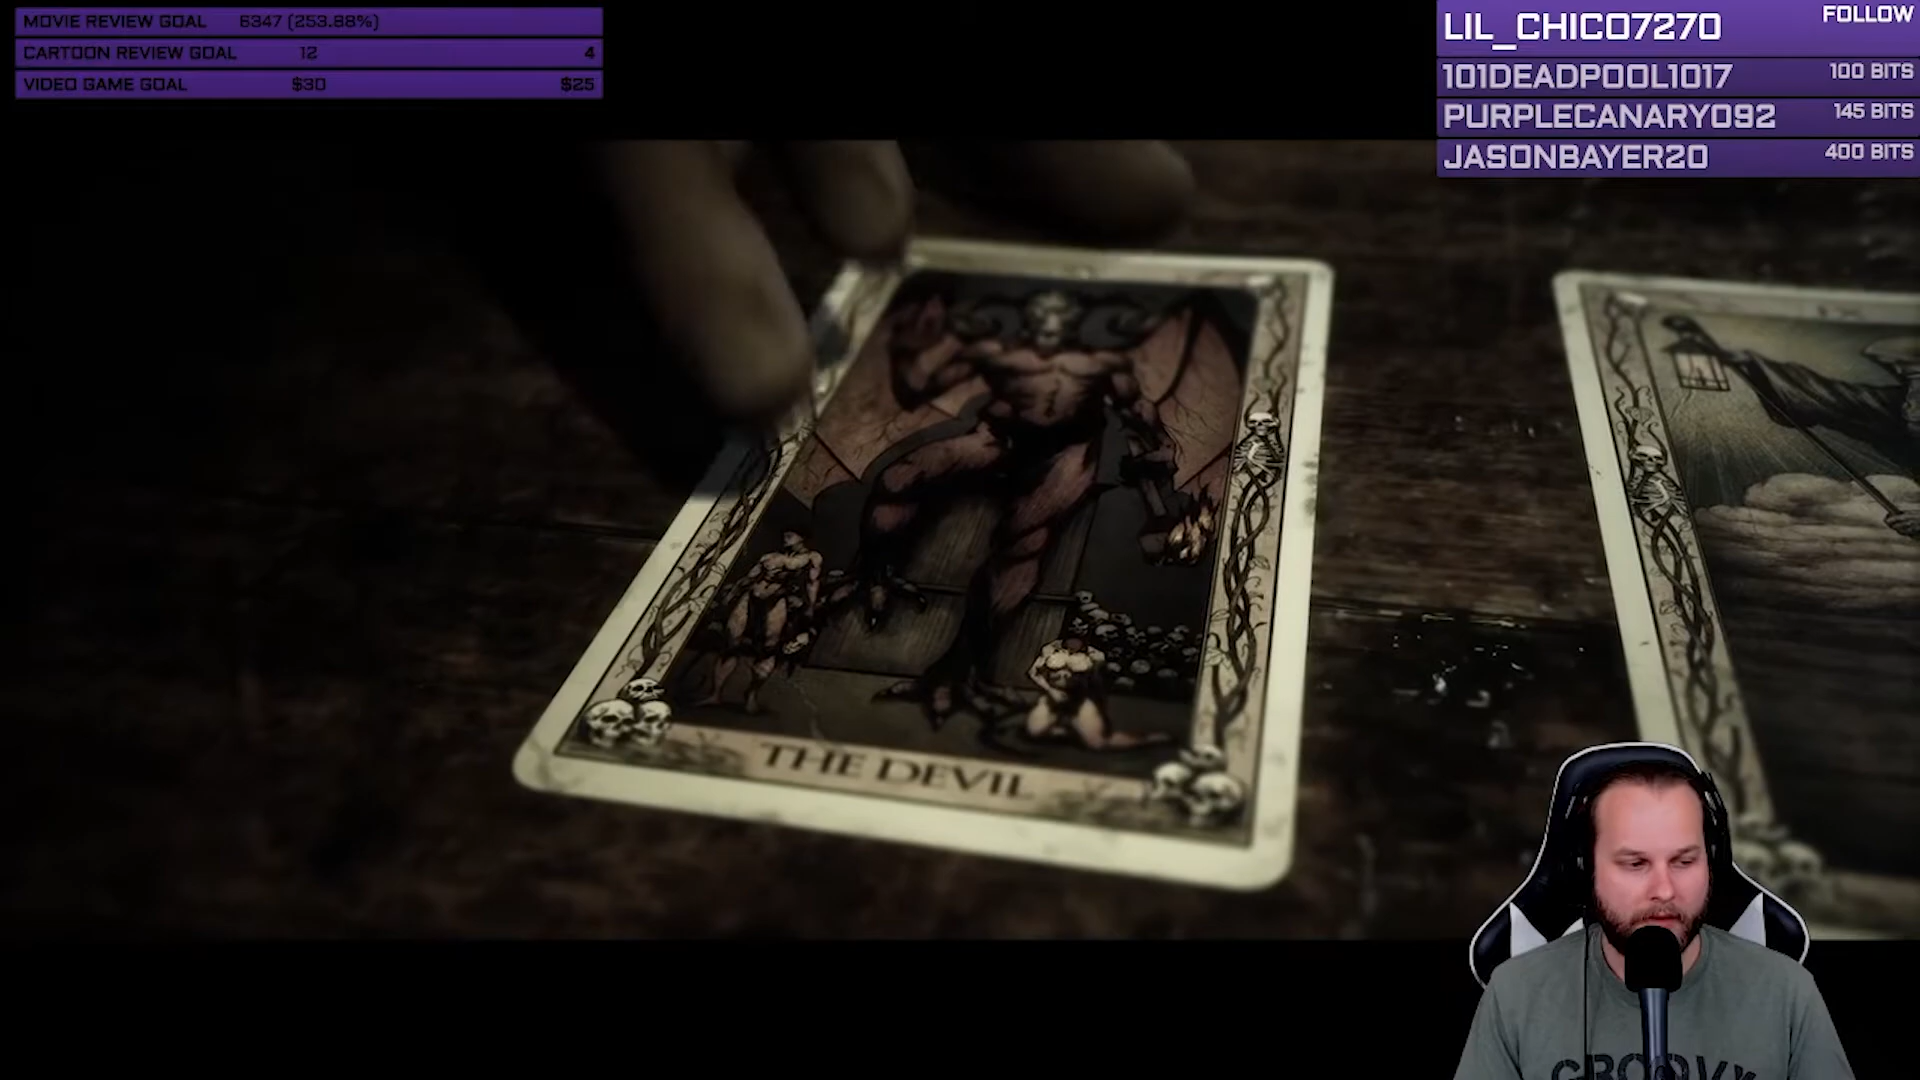 MOVIE REVIEW GOAL 6347 (253.88%)
CARTOON REVIEW GOAL 12 4
VIDEO GAME GOAL $30 $25
LIL_CHICO7270 FOLLOW
101DEADPOOL1017 100 BITS
PURPLECANARY092 145 BITS
JASONBAYER20 400 BITS
THE DEVIL
GROOVY